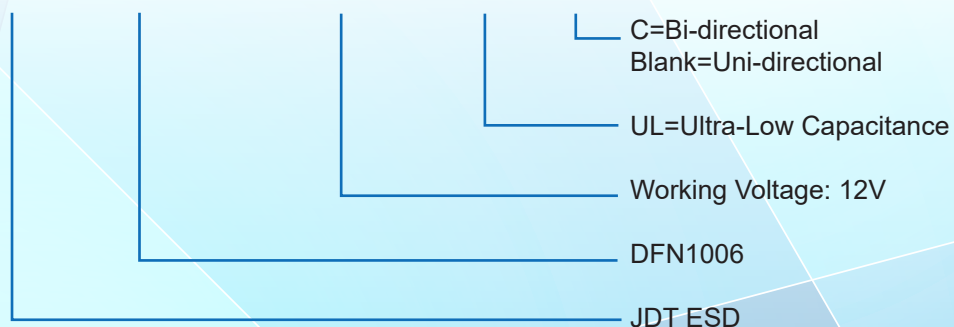 C=Bi-directional
Blank=Uni-directional
UL=Ultra-Low Capacitance
Working Voltage: 12V
DFN1006
JDT ESD